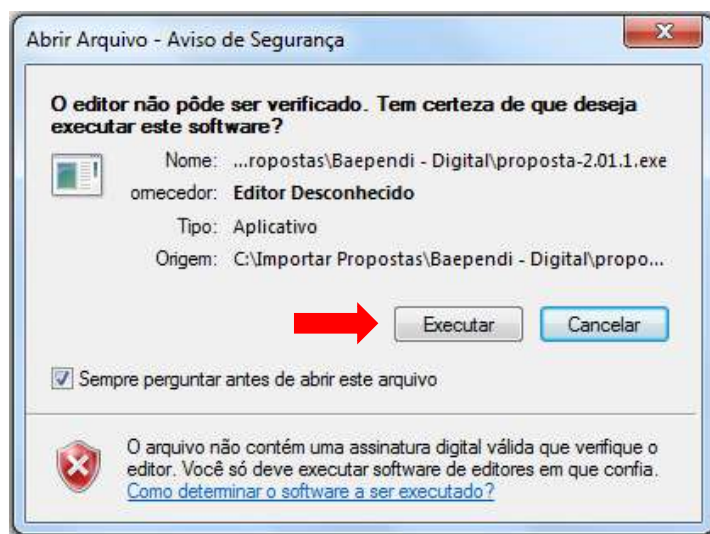 Abrir Arquivo - Aviso de Segurança
O editor não pôde ser verificado. Tem certeza de que deseja
executar este software?
Nome: ...ropostas\Baependi - Digital\proposta-2.01.1.exe
omecedor: Editor Desconhecido
Tipo: Aplicativo
Origem: C:\Importar Propostas\Baependi - Digital\propo...
Executar Cancelar
Sempre perguntar antes de abrir este arquivo
O arquivo não contém uma assinatura digital válida que verifique o
editor. Você só deve executar software de editores em que confia.
Como determinar o software a ser executado?